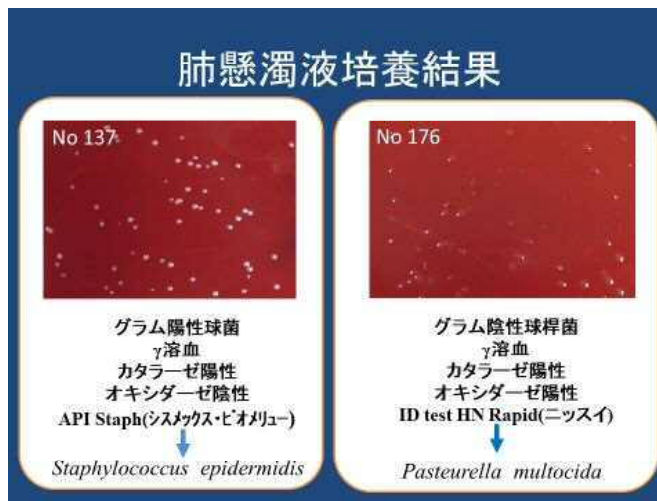 肺懸濁液培養結果
No 137
グラム陽性球菌
γ溶血
カタラーゼ陽性
オキシダーゼ陰性
API Staph(シスメックス・ビオメリュー)
Staphylococcus epidermidis
No 176
グラム陰性球桿菌
γ溶血
カタラーゼ陽性
オキシダーゼ陽性
ID test HN Rapid(ニッスイ)
Pasteurella multocida